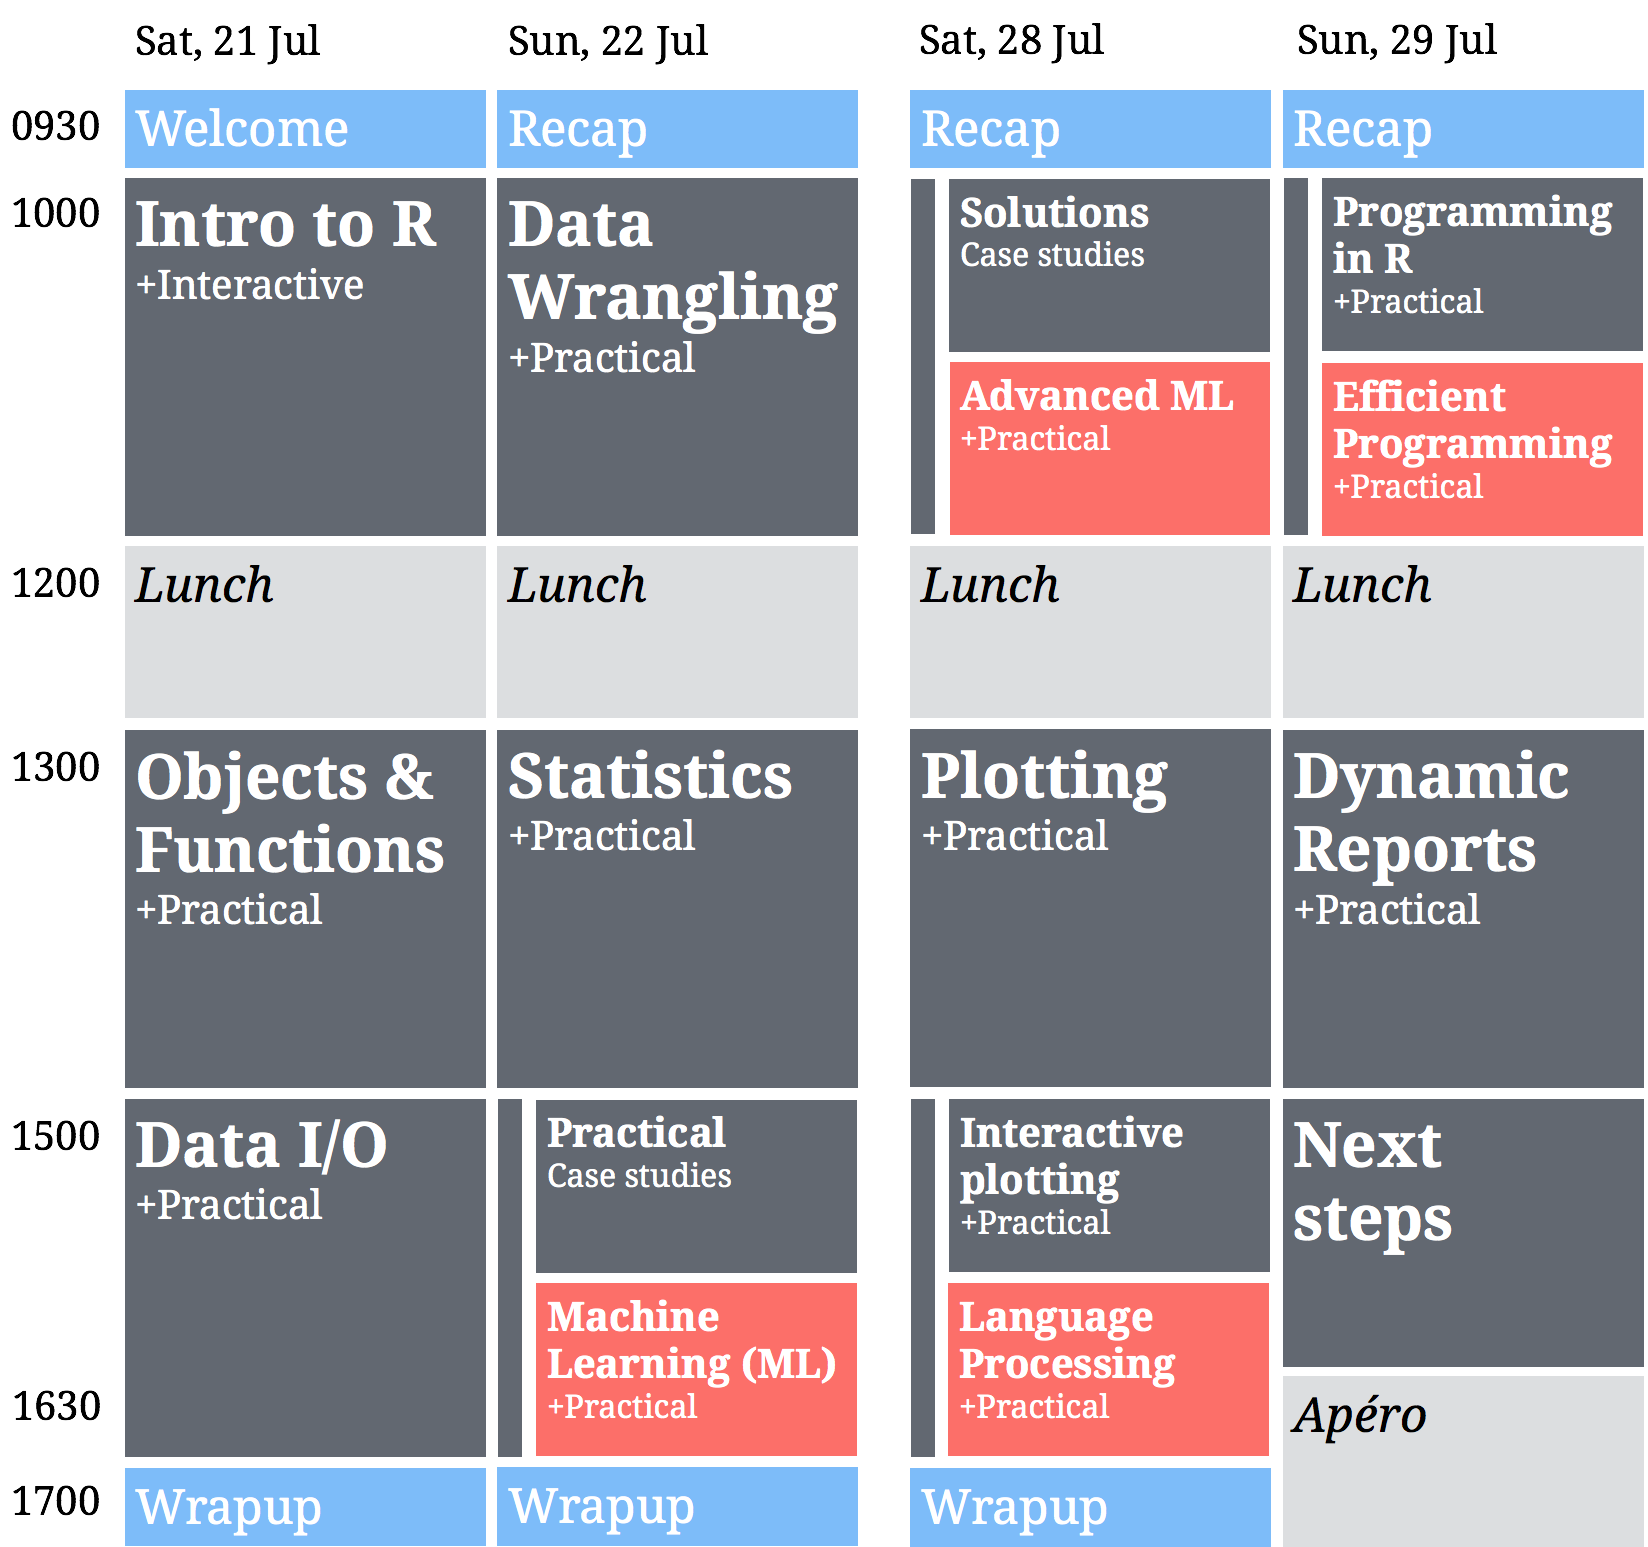 Sat, 21 Jul
Sun, 22 Jul
Sat, 28 Jul
Sun, 29 Jul
0930
Welcome
Recap
Recap
Recap
1000
Intro to R
+Interactive
Data
Wrangling
+Practical
Solutions
Case studies
Advanced ML
+Practical
Programming
in R
+Practical
Efficient
Programming
+Practical
1200
Lunch
Lunch
Lunch
Lunch
1300
Objects &
Functions
+Practical
Statistics
+Practical
Plotting
+Practical
Dynamic
Reports
+Practical
1500
Data I/O
+Practical
Practical
Case studies
Machine
Learning (ML)
+Practical
Interactive
plotting
+Practical
Language
Processing
+Practical
Next
steps
1630
Apéro
1700
Wrapup
Wrapup
Wrapup